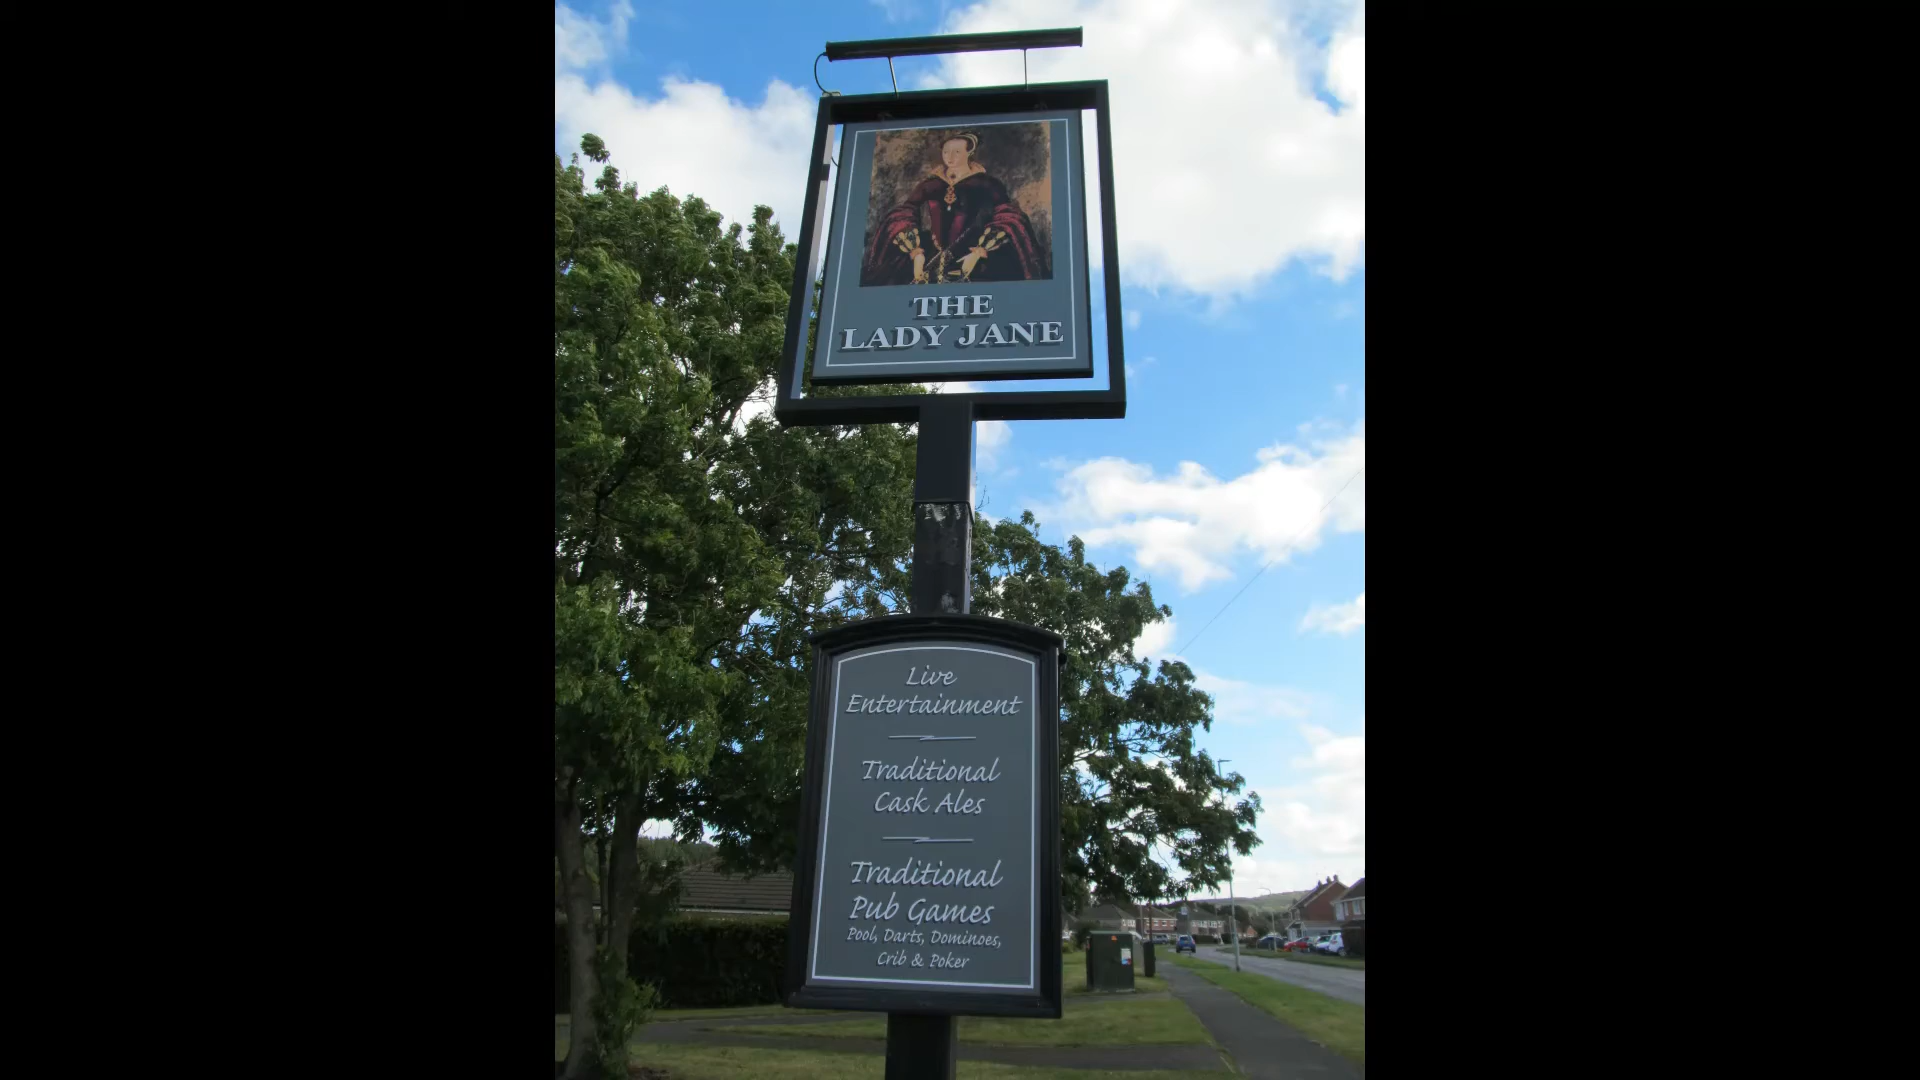 THE
LADY JANE
Live
Entertainment
Traditional
Cask Ales
Traditional
Pub Games
Pool, Darts, Dominoes,
Crib & Poker